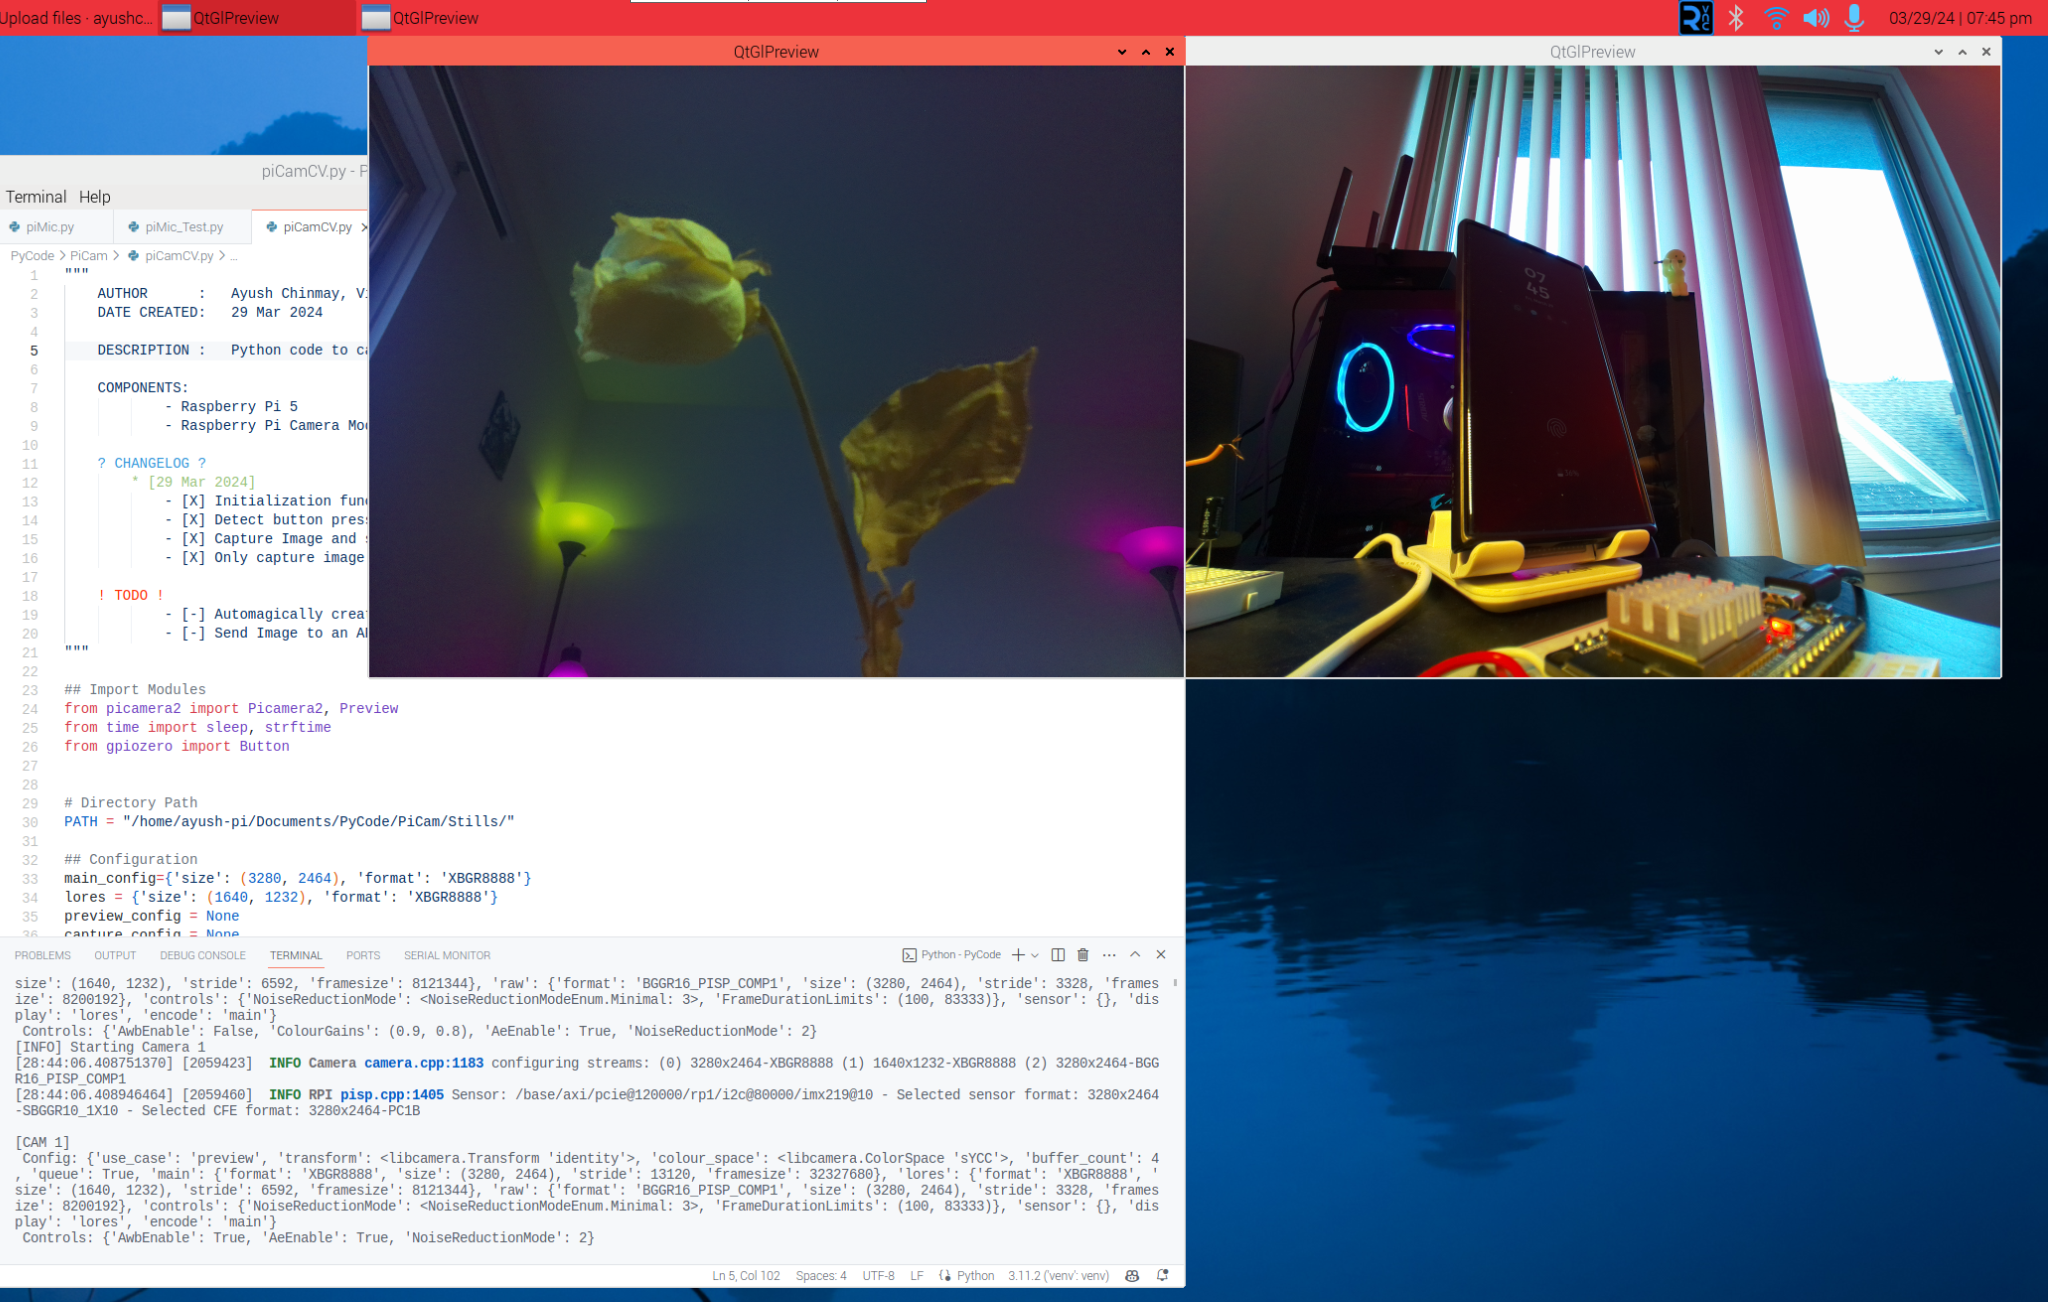 Upload files · ayushc...
QtGlPreview
QtGlPreview
03/29/24 | 07:45 pm
QtGlPreview
QtGlPreview
07
45
piCamCV.py - P
Terminal Help
piMic.py piMic_Test.py piCamCV.py
PyCode > PiCam > piCamCV.py > ...
1 """
2 AUTHOR : Ayush Chinmay, Vi
3 DATE CREATED: 29 Mar 2024
4
5 DESCRIPTION : Python code to ca
6
7 COMPONENTS:
8 - Raspberry Pi 5
9 - Raspberry Pi Camera Mo
10
11 ? CHANGELOG ?
12 * [29 Mar 2024]
13 - [X] Initialization fun
14 - [X] Detect button pres
15 - [X] Capture Image and s
16 - [X] Only capture image
17
18 ! TODO !
19 - [-] Automagically crea
20 - [-] Send Image to an A
21 """
22
23 ## Import Modules
24 from picamera2 import Picamera2, Preview
25 from time import sleep, strftime
26 from gpiozero import Button
27
28
29 # Directory Path
30 PATH = "/home/ayush-pi/Documents/PyCode/PiCam/Stills/"
31
32 ## Configuration
33 main_config={'size': (3280, 2464), 'format': 'XBGR8888'}
34 lores = {'size': (1640, 1232), 'format': 'XBGR8888'}
35 preview_config = None
36 capture_config = None
PROBLEMS OUTPUT DEBUG CONSOLE TERMINAL PORTS SERIAL MONITOR
Python - PyCode
size': (1640, 1232), 'stride': 6592, 'framesize': 8121344}, 'raw': {'format': 'BGGR16_PISP_COMP1', 'size': (3280, 2464), 'stride': 3328, 'frames
ize': 8200192}, 'controls': {'NoiseReductionMode': <NoiseReductionModeEnum.Minimal: 3>, 'FrameDurationLimits': (100, 83333)}, 'sensor': {}, 'dis
play': 'lores', 'encode': 'main'}
Controls: {'AwbEnable': False, 'ColourGains': (0.9, 0.8), 'AeEnable': True, 'NoiseReductionMode': 2}
[INFO] Starting Camera 1
[28:44:06.408751370] [2059423] INFO Camera camera.cpp:1183 configuring streams: (0) 3280x2464-XBGR8888 (1) 1640x1232-XBGR8888 (2) 3280x2464-BGG
R16_PISP_COMP1
[28:44:06.408946464] [2059460] INFO RPI pisp.cpp:1405 Sensor: /base/axi/pcie@120000/rp1/i2c@80000/imx219@10 - Selected sensor format: 3280x2464
-SBGGR10_1X10 - Selected CFE format: 3280x2464-PC1B
[CAM 1]
Config: {'use_case': 'preview', 'transform': <libcamera.Transform 'identity'>, 'colour_space': <libcamera.ColorSpace 'sYCC'>, 'buffer_count': 4
, 'queue': True, 'main': {'format': 'XBGR8888', 'size': (3280, 2464), 'stride': 13120, 'framesize': 32327680}, 'lores': {'format': 'XBGR8888', '
size': (1640, 1232), 'stride': 6592, 'framesize': 8121344}, 'raw': {'format': 'BGGR16_PISP_COMP1', 'size': (3280, 2464), 'stride': 3328, 'frames
ize': 8200192}, 'controls': {'NoiseReductionMode': <NoiseReductionModeEnum.Minimal: 3>, 'FrameDurationLimits': (100, 83333)}, 'sensor': {}, 'dis
play': 'lores', 'encode': 'main'}
Controls: {'AwbEnable': True, 'AeEnable': True, 'NoiseReductionMode': 2}
Ln 5, Col 102 Spaces: 4 UTF-8 LF Python 3.11.2 ('venv': venv)